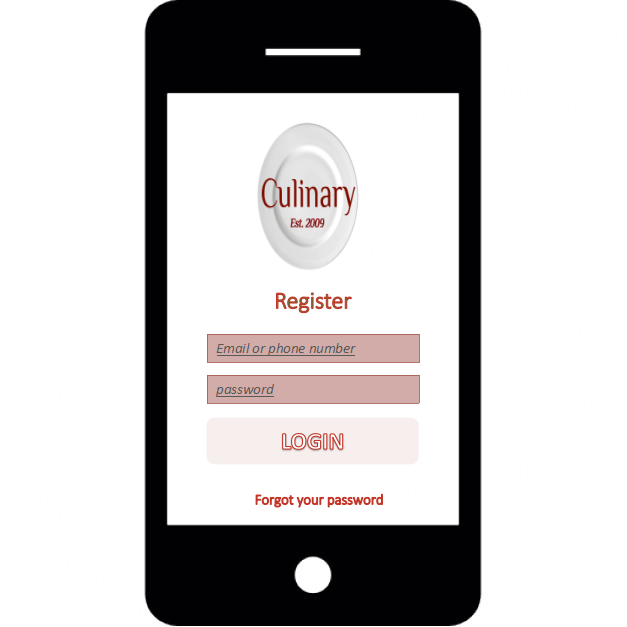 Culinary
Est. 2009
Register
Email or phone number
password
LOGIN
Forgot your password